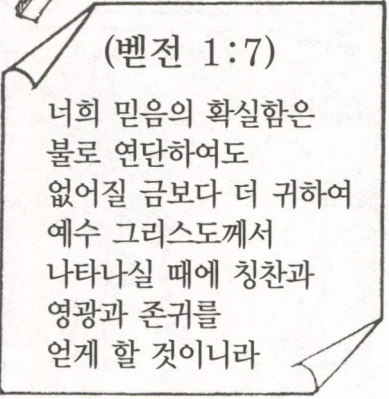 (벧전 1:7)
너희 믿음의 확실함은
불로 연단하여도
없어질 금보다 더 귀하여
예수 그리스도께서
나타나실 때에 칭찬과
영광과 존귀를
얻게 할 것이니라